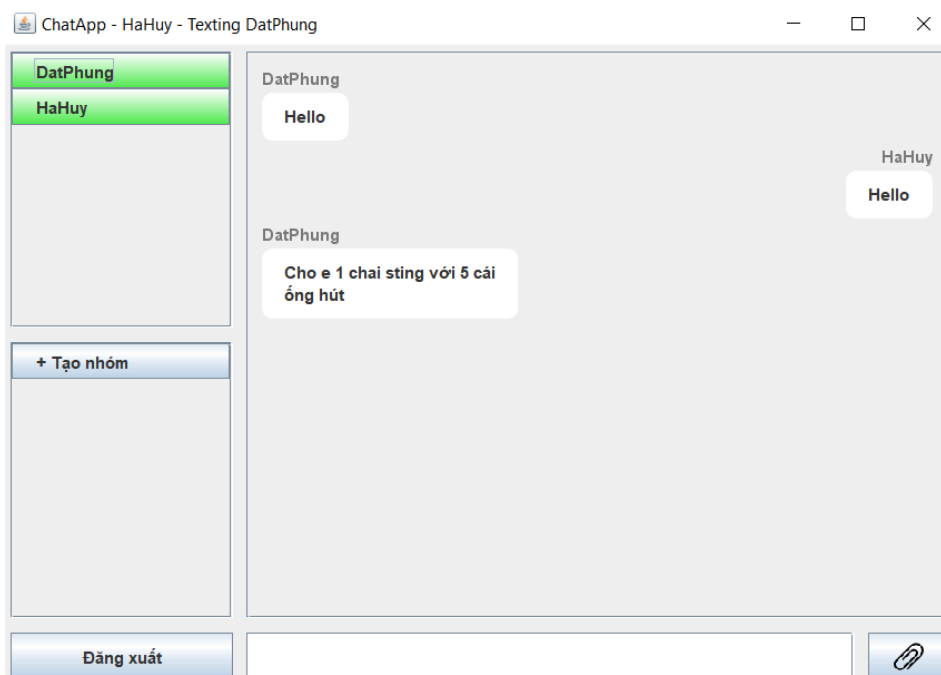 ChatApp - HaHuy - Texting DatPhung
DatPhung
HaHuy
+ Tạo nhóm
Đăng xuất
DatPhung
Hello
HaHuy
Hello
DatPhung
Cho e 1 chai sting với 5 cái
ống hút